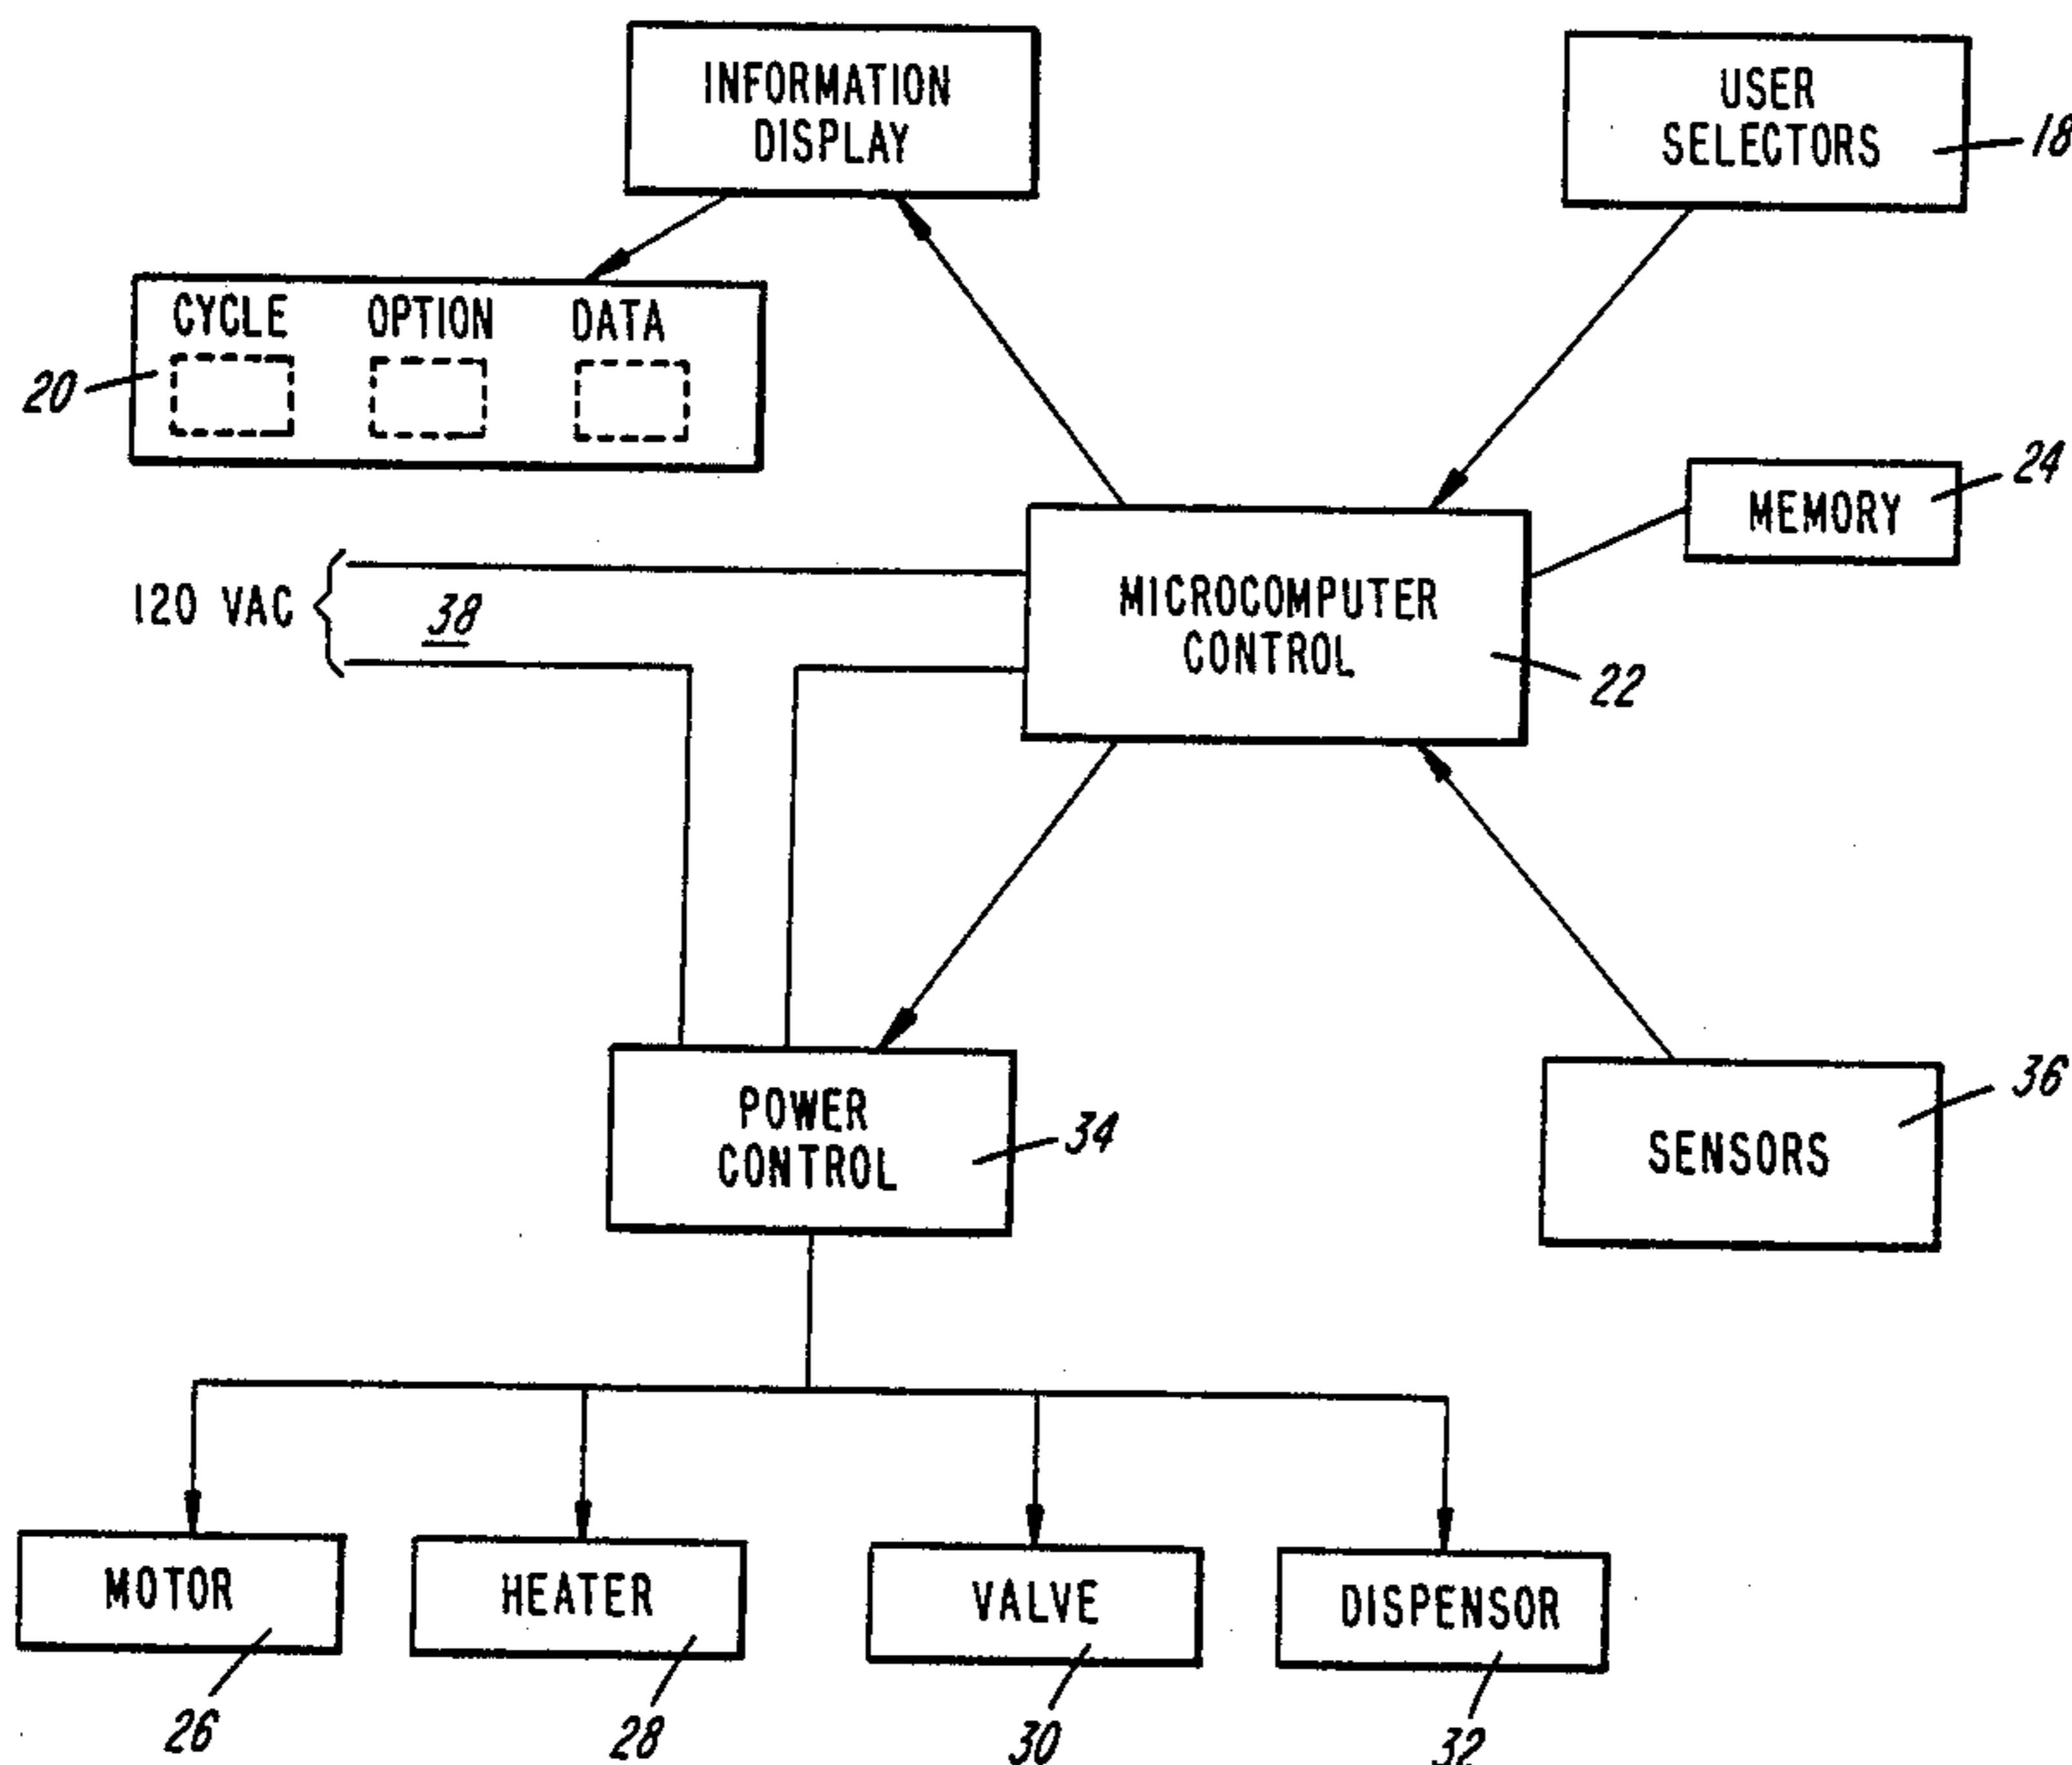 INFORMATION
DISPLAY
USER
SELECTORS
18
CYCLE OPTION DATA
20
MEMORY
24
120 VAC
38
MICROCOMPUTER
CONTROL
22
POWER
CONTROL
34
SENSORS
36
MOTOR
HEATER
VALVE
DISPENSOR
26
28
30
32